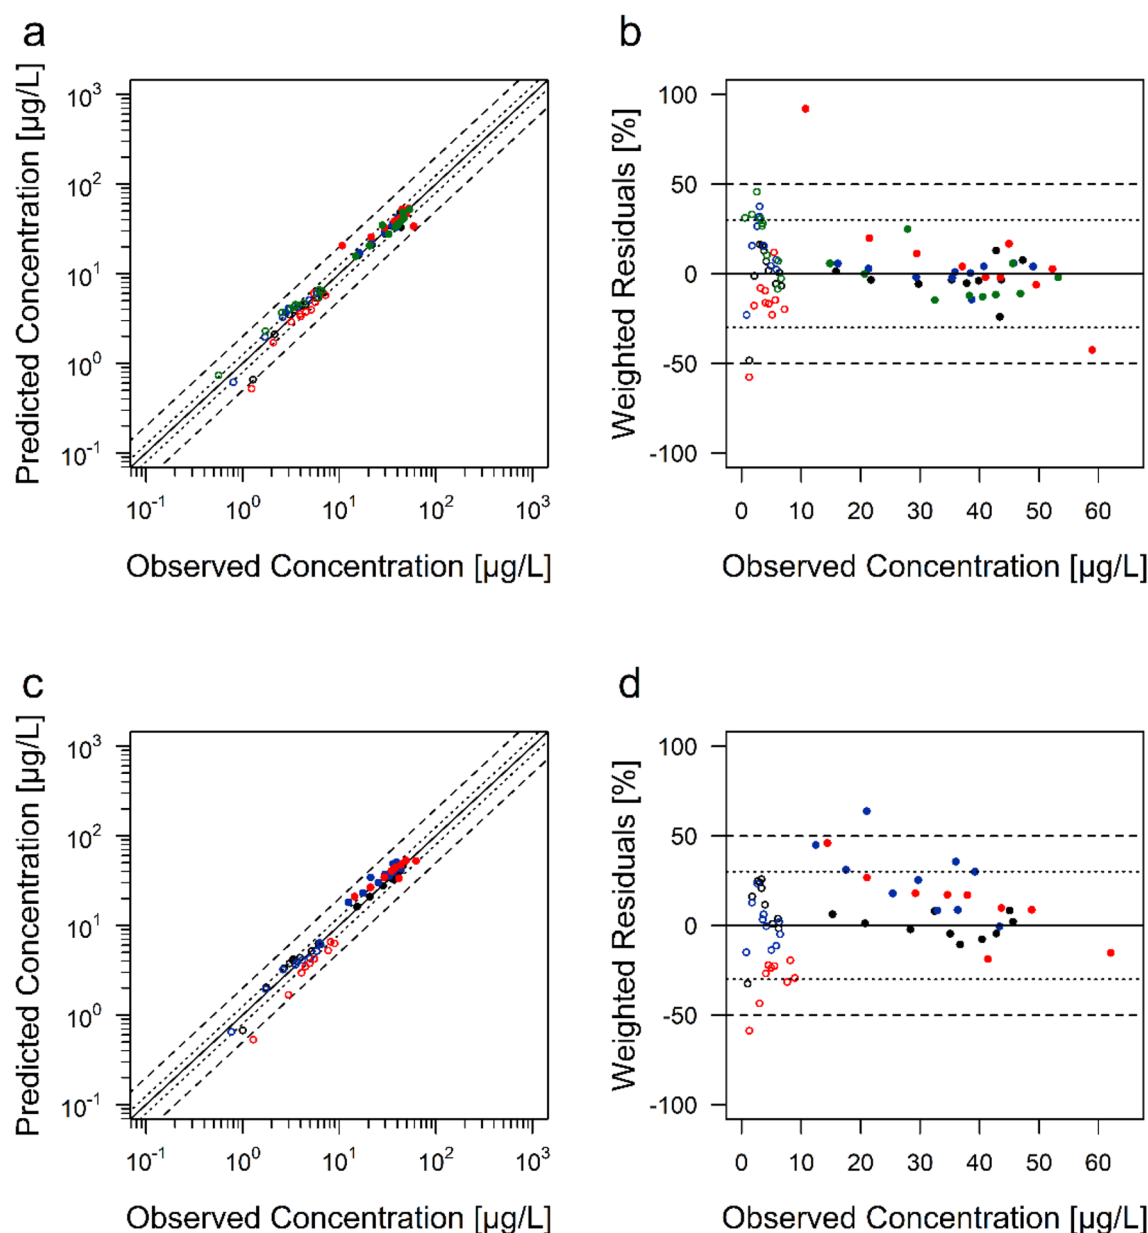 a
Predicted Concentration [µg/L]
10³
10²
10¹
10⁰
10⁻¹
10⁻¹ 10⁰ 10¹ 10² 10³
Observed Concentration [µg/L]
b
Weighted Residuals [%]
100
50
0
-50
-100
0 10 20 30 40 50 60
Observed Concentration [µg/L]
c
Predicted Concentration [µg/L]
10³
10²
10¹
10⁰
10⁻¹
10⁻¹ 10⁰ 10¹ 10² 10³
Observed Concentration [µg/L]
d
Weighted Residuals [%]
100
50
0
-50
-100
0 10 20 30 40 50 60
Observed Concentration [µg/L]